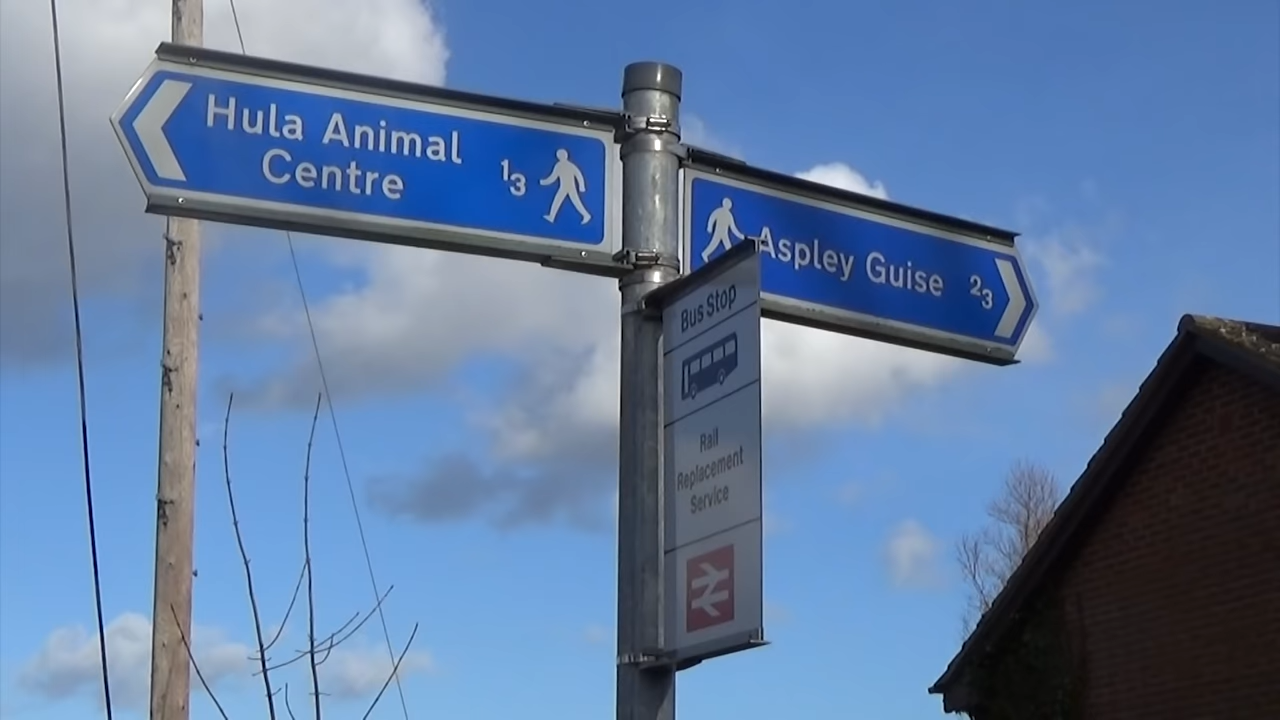 Hula Animal
Centre
1/3
Aspley Guise
2/3
Bus Stop
Rail
Replacement
Service